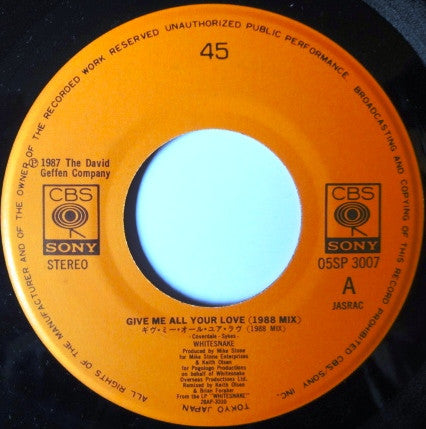 ALL RIGHTS OF THE MANUFACTURER AND OF THE OWNER OF THE RECORDED WORK RESERVED UNAUTHORIZED PUBLIC PERFORMANCE. BROADCASTING AND COPYING OF THIS RECORD PROHIBITED CBS/SONY INC.
45
℗ 1987 The David
Geffen Company
CBS
SONY
STEREO
CBS
SONY
05SP 3007
A
JASRAC
GIVE ME ALL YOUR LOVE (1988 MIX)
ギヴ・ミー・オール・ユア・ラヴ (1988 MIX)
- Coverdale - Sykes -
WHITESNAKE
Produced by Mike Stone
for Mike Stone Enterprises
& Keith Olsen
for Pogologo Productions
on behalf of Whitesnake
Overseas Productions Ltd.
Remixed by Keith Olsen
& Brian Foraker
From the LP "WHITESNAKE"
TOKYO JAPAN